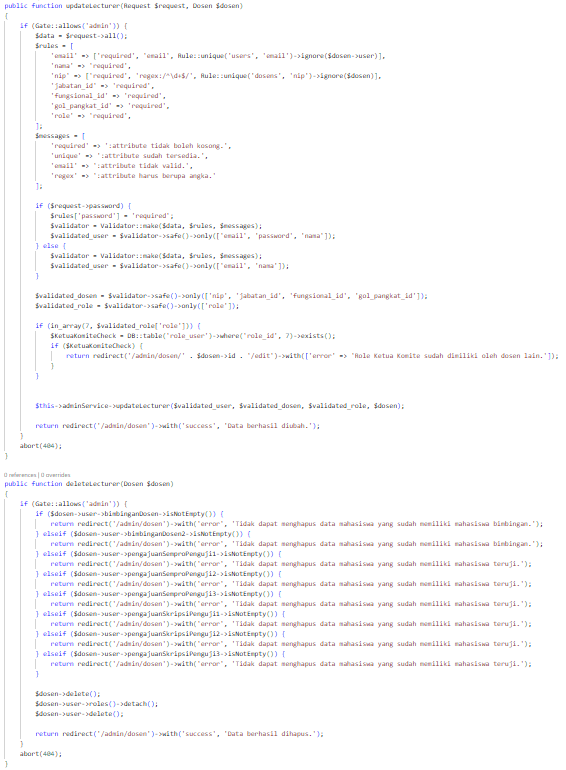 public function updateLecturer(Request $request, Dosen $dosen)
{
if (Gate::allows('admin')) {
$data = $request->all();
$rules = [
'email' => ['required', 'email', Rule::unique('users', 'email')->ignore($dosen->user)],
'nama' => 'required',
'nip' => ['required', 'regex:/^\d+$/', Rule::unique('dosens', 'nip')->ignore($dosen)],
'jabatan_id' => 'required',
'fungsional_id' => 'required',
'gol_pangkat_id' => 'required',
'role' => 'required',
];
$messages = [
'required' => ':attribute tidak boleh kosong.',
'unique' => ':attribute sudah tersedia.',
'email' => ':attribute tidak valid.',
'regex' => ':attribute harus berupa angka.'
];
if ($request->password) {
$rules['password'] = 'required';
$validator = Validator::make($data, $rules, $messages);
$validated_user = $validator->safe()->only(['email', 'password', 'nama']);
} else {
$validator = Validator::make($data, $rules, $messages);
$validated_user = $validator->safe()->only(['email', 'nama']);
}
$validated_dosen = $validator->safe()->only(['nip', 'jabatan_id', 'fungsional_id', 'gol_pangkat_id']);
$validated_role = $validator->safe()->only(['role']);
if (in_array(7, $validated_role['role'])) {
$KetuaKomiteCheck = DB::table('role_user')->where('role_id', 7)->exists();
if ($KetuaKomiteCheck) {
return redirect('/admin/dosen/' . $dosen->id . '/edit')->with(['error' => 'Role Ketua Komite sudah dimiliki oleh dosen lain.']);
}
}
$this->adminService->updateLecturer($validated_user, $validated_dosen, $validated_role, $dosen);
return redirect('/admin/dosen')->with('success', 'Data berhasil diubah.');
}
abort(404);
}
0 references | 0 overrides
public function deleteLecturer(Dosen $dosen)
{
if (Gate::allows('admin')) {
if ($dosen->user->bimbinganDosen->isNotEmpty()) {
return redirect('/admin/dosen')->with('error', 'Tidak dapat menghapus data mahasiswa yang sudah memiliki mahasiswa bimbingan.');
} elseif ($dosen->user->bimbinganDosen2->isNotEmpty()) {
return redirect('/admin/dosen')->with('error', 'Tidak dapat menghapus data mahasiswa yang sudah memiliki mahasiswa bimbingan.');
} elseif ($dosen->user->pengajuanSemproPenguji1->isNotEmpty()) {
return redirect('/admin/dosen')->with('error', 'Tidak dapat menghapus data mahasiswa yang sudah memiliki mahasiswa teruji.');
} elseif ($dosen->user->pengajuanSemproPenguji2->isNotEmpty()) {
return redirect('/admin/dosen')->with('error', 'Tidak dapat menghapus data mahasiswa yang sudah memiliki mahasiswa teruji.');
} elseif ($dosen->user->pengajuanSemproPenguji3->isNotEmpty()) {
return redirect('/admin/dosen')->with('error', 'Tidak dapat menghapus data mahasiswa yang sudah memiliki mahasiswa teruji.');
} elseif ($dosen->user->pengajuanSkripsiPenguji1->isNotEmpty()) {
return redirect('/admin/dosen')->with('error', 'Tidak dapat menghapus data mahasiswa yang sudah memiliki mahasiswa teruji.');
} elseif ($dosen->user->pengajuanSkripsiPenguji2->isNotEmpty()) {
return redirect('/admin/dosen')->with('error', 'Tidak dapat menghapus data mahasiswa yang sudah memiliki mahasiswa teruji.');
} elseif ($dosen->user->pengajuanSkripsiPenguji3->isNotEmpty()) {
return redirect('/admin/dosen')->with('error', 'Tidak dapat menghapus data mahasiswa yang sudah memiliki mahasiswa teruji.');
}
$dosen->delete();
$dosen->user->roles()->detach();
$dosen->user->delete();
return redirect('/admin/dosen')->with('success', 'Data berhasil dihapus.');
}
abort(404);
}